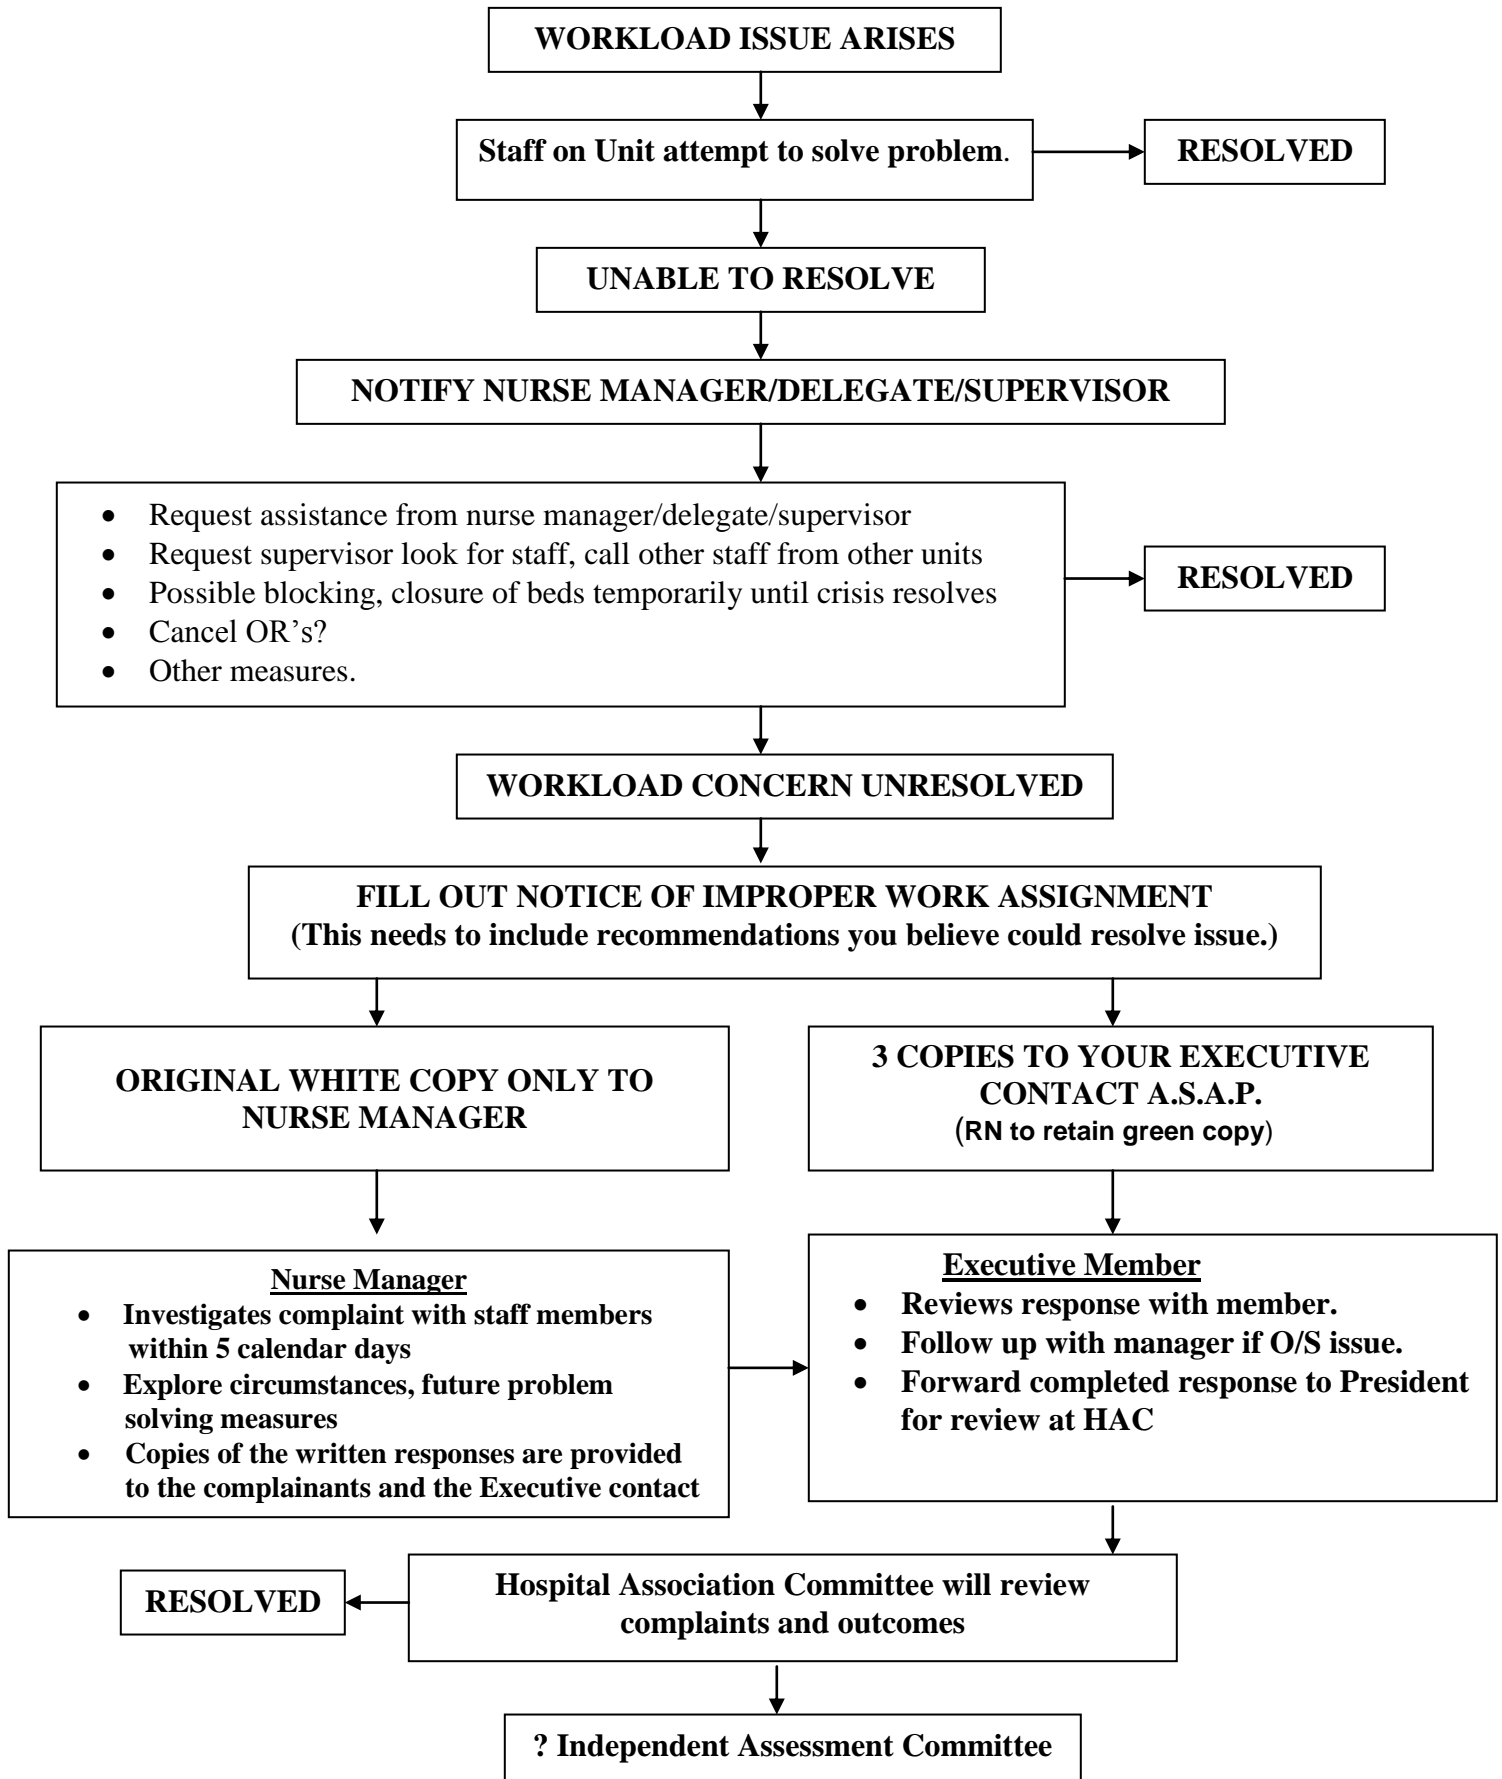 WORKLOAD ISSUE ARISES
Staff on Unit attempt to solve problem.
RESOLVED
UNABLE TO RESOLVE
NOTIFY NURSE MANAGER/DELEGATE/SUPERVISOR
• Request assistance from nurse manager/delegate/supervisor
• Request supervisor look for staff, call other staff from other units
• Possible blocking, closure of beds temporarily until crisis resolves
• Cancel OR’s?
• Other measures.
RESOLVED
WORKLOAD CONCERN UNRESOLVED
FILL OUT NOTICE OF IMPROPER WORK ASSIGNMENT
(This needs to include recommendations you believe could resolve issue.)
ORIGINAL WHITE COPY ONLY TO
NURSE MANAGER
3 COPIES TO YOUR EXECUTIVE
CONTACT A.S.A.P.
(RN to retain green copy)
Nurse Manager
• Investigates complaint with staff members
within 5 calendar days
• Explore circumstances, future problem
solving measures
• Copies of the written responses are provided
to the complainants and the Executive contact
Executive Member
• Reviews response with member.
• Follow up with manager if O/S issue.
• Forward completed response to President
for review at HAC
Hospital Association Committee will review
complaints and outcomes
RESOLVED
? Independent Assessment Committee